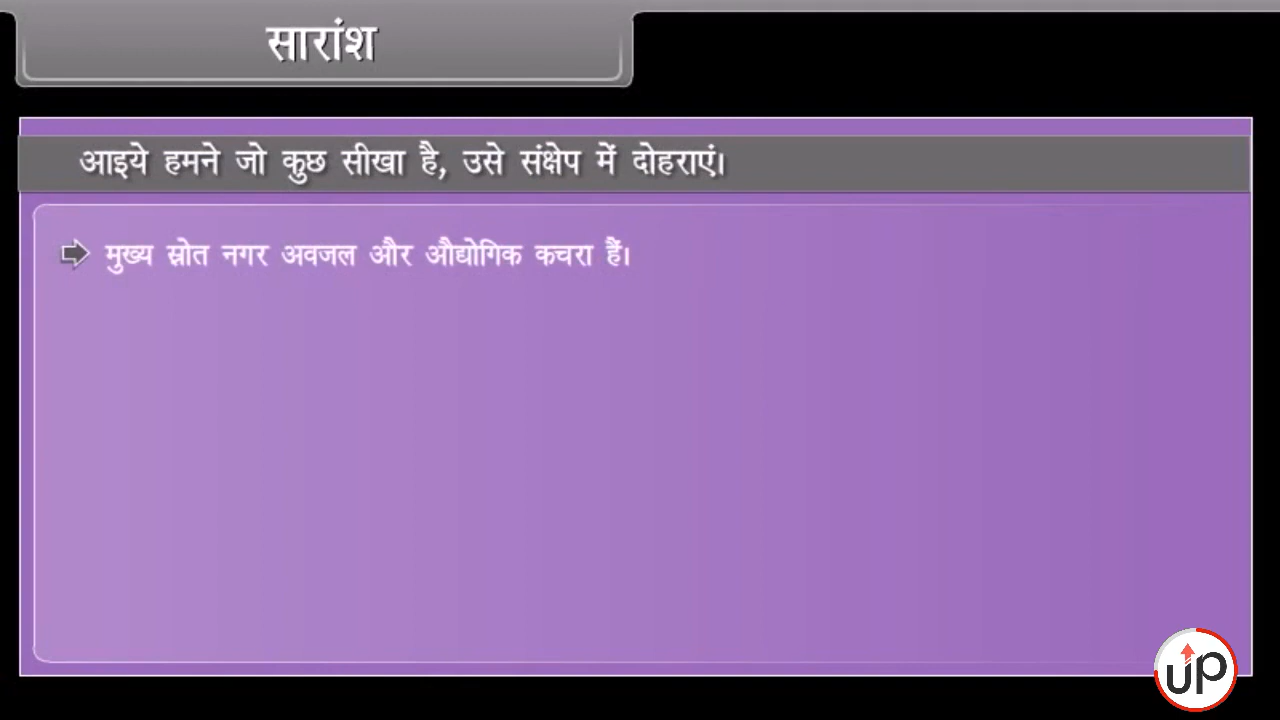 सारांश
आइये हमने जो कुछ सीखा है, उसे संक्षेप में दोहराएं।
मुख्य स्रोत नगर अवजल और औद्योगिक कचरा हैं।
UP